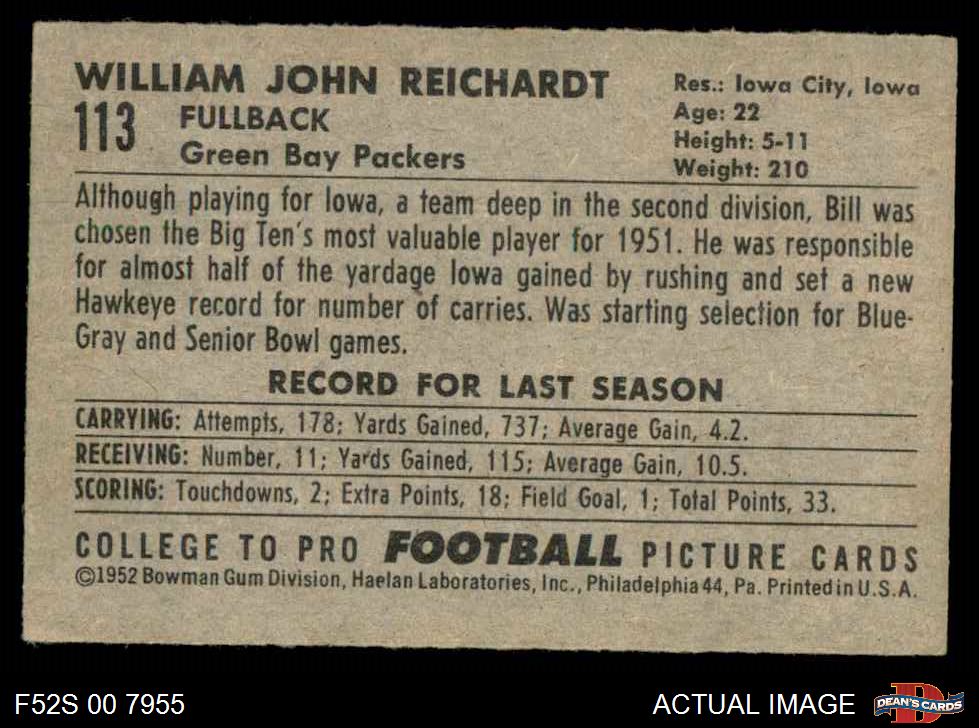 WILLIAM JOHN REICHARDT
113 FULLBACK
Green Bay Packers
Res.: Iowa City, Iowa
Age: 22
Height: 5-11
Weight: 210
Although playing for Iowa, a team deep in the second division, Bill was
chosen the Big Ten's most valuable player for 1951. He was responsible
for almost half of the yardage Iowa gained by rushing and set a new
Hawkeye record for number of carries. Was starting selection for Blue-
Gray and Senior Bowl games.
RECORD FOR LAST SEASON
CARRYING: Attempts, 178; Yards Gained, 737; Average Gain, 4.2.
RECEIVING: Number, 11; Yards Gained, 115; Average Gain, 10.5.
SCORING: Touchdowns, 2; Extra Points, 18; Field Goal, 1; Total Points, 33.
COLLEGE TO PRO FOOTBALL PICTURE CARDS
©1952 Bowman Gum Division, Haelan Laboratories, Inc., Philadelphia 44, Pa. Printed in U.S.A.
F52S 00 7955
ACTUAL IMAGE
D
DEAN'S CARDS